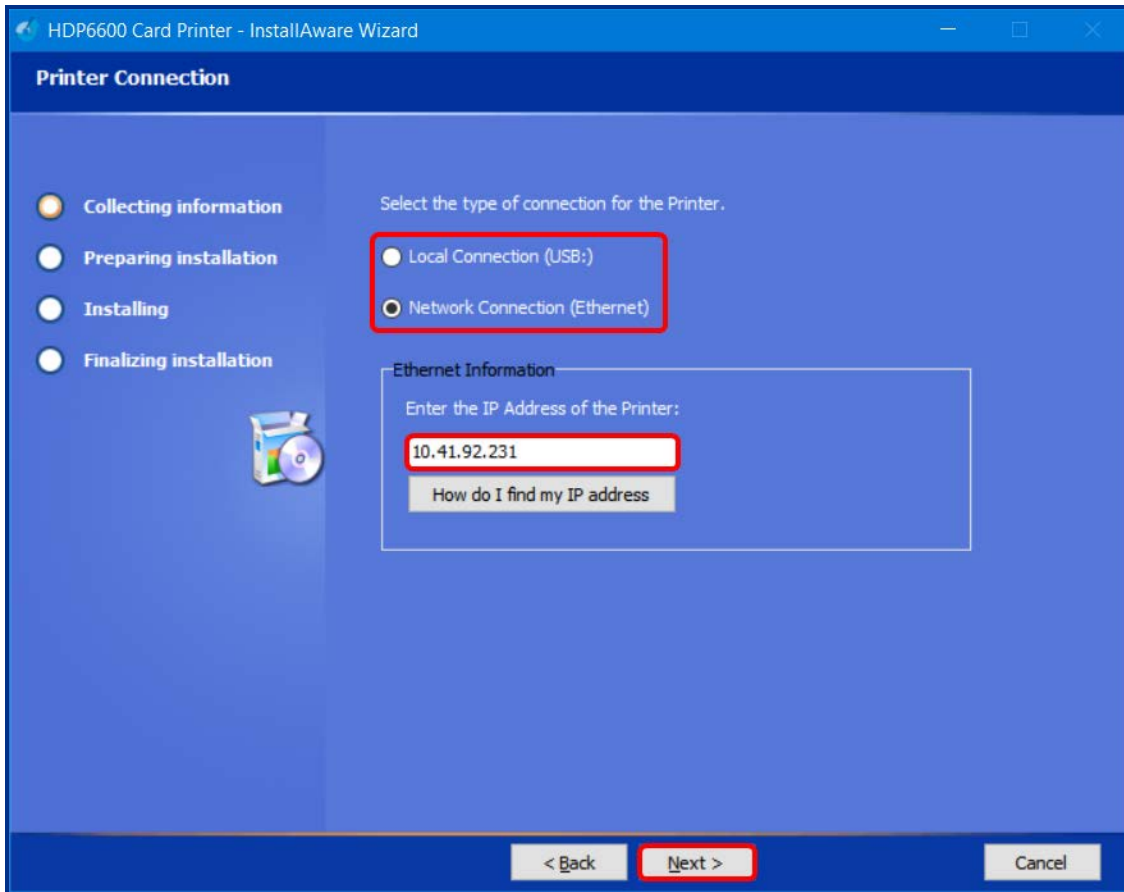 HDP6600 Card Printer - InstallAware Wizard
Printer Connection
Collecting information
Preparing installation
Installing
Finalizing installation
Select the type of connection for the Printer.
Local Connection (USB:)
Network Connection (Ethernet)
Ethernet Information
Enter the IP Address of the Printer:
10.41.92.231
How do I find my IP address
< Back
Next >
Cancel